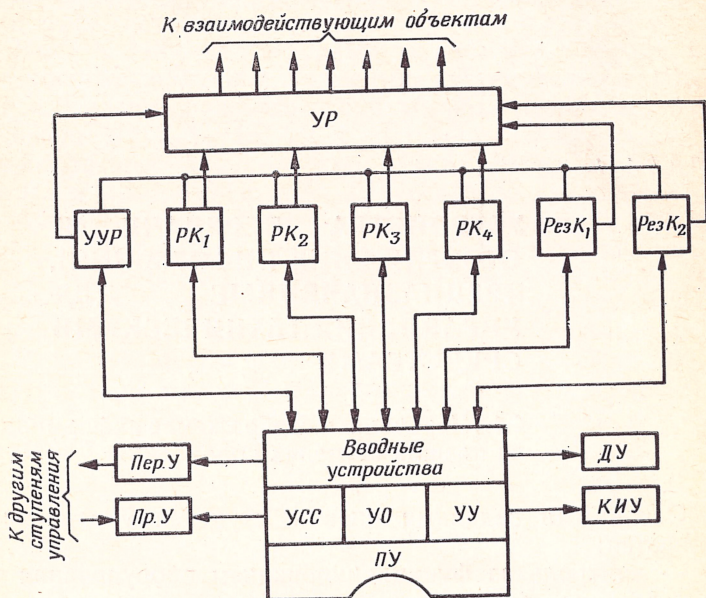 К взаимодействующим объектам
УР
УУР
РК1
РК2
РК3
РК4
РезК1
РезК2
К другим
ступеням
управления
Пер.У
Пр.У
Вводные
устройства
УСС
УО
УУ
ПУ
ДУ
КИУ